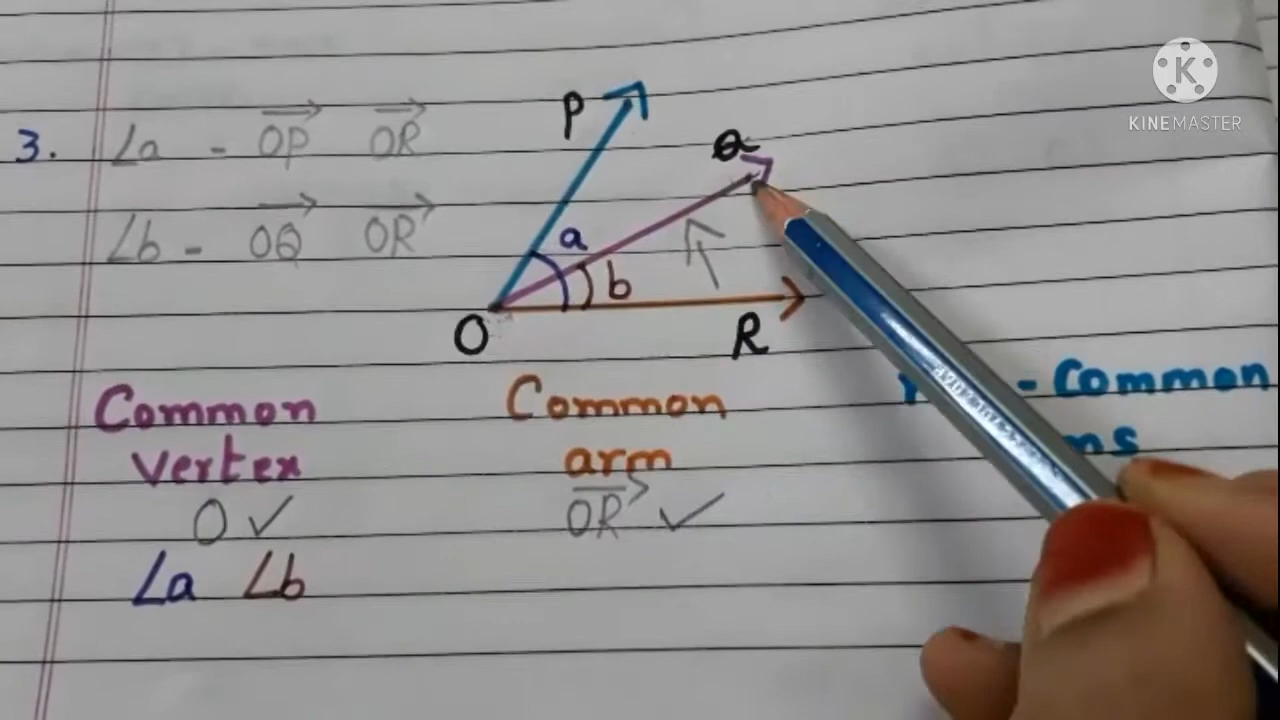 3. ∠a - OP OR
∠b - OQ OR
P
Q
a
b
O
R
Common
vertex
O ✓
∠a ∠b
Common
arm
OR ✓
- Common
KINEMASTER